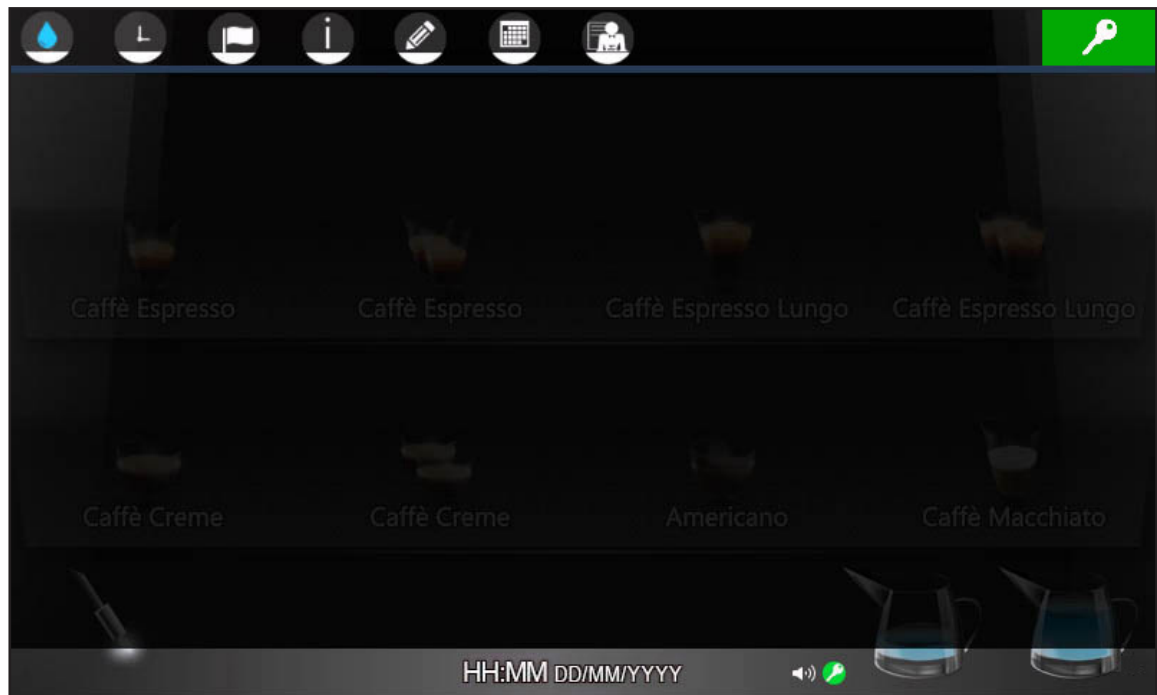 Caffè Espresso
Caffè Espresso
Caffè Espresso Lungo
Caffè Espresso Lungo
Caffè Creme
Caffè Creme
Americano
Caffè Macchiato
HH:MM DD/MM/YYYY